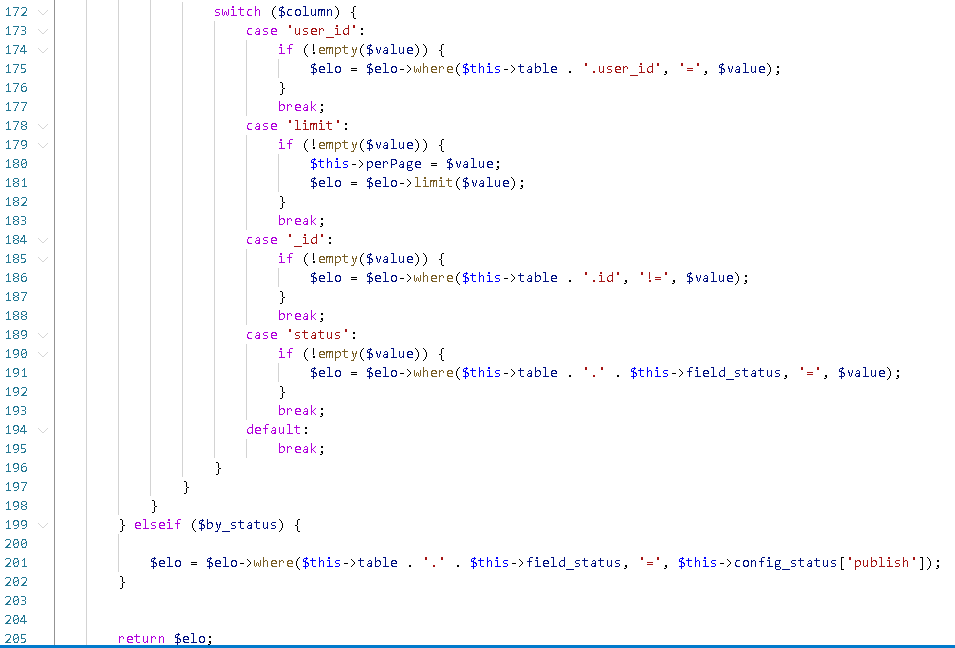 172 switch ($column) {
173 case 'user_id':
174 if (!empty($value)) {
175 $elo = $elo->where($this->table . '.user_id', '=', $value);
176 }
177 break;
178 case 'limit':
179 if (!empty($value)) {
180 $this->perPage = $value;
181 $elo = $elo->limit($value);
182 }
183 break;
184 case '_id':
185 if (!empty($value)) {
186 $elo = $elo->where($this->table . '.id', '!=', $value);
187 }
188 break;
189 case 'status':
190 if (!empty($value)) {
191 $elo = $elo->where($this->table . '.' . $this->field_status, '=', $value);
192 }
193 break;
194 default:
195 break;
196 }
197 }
198 }
199 } elseif ($by_status) {
200
201 $elo = $elo->where($this->table . '.' . $this->field_status, '=', $this->config_status['publish']);
202 }
203
204
205 return $elo;